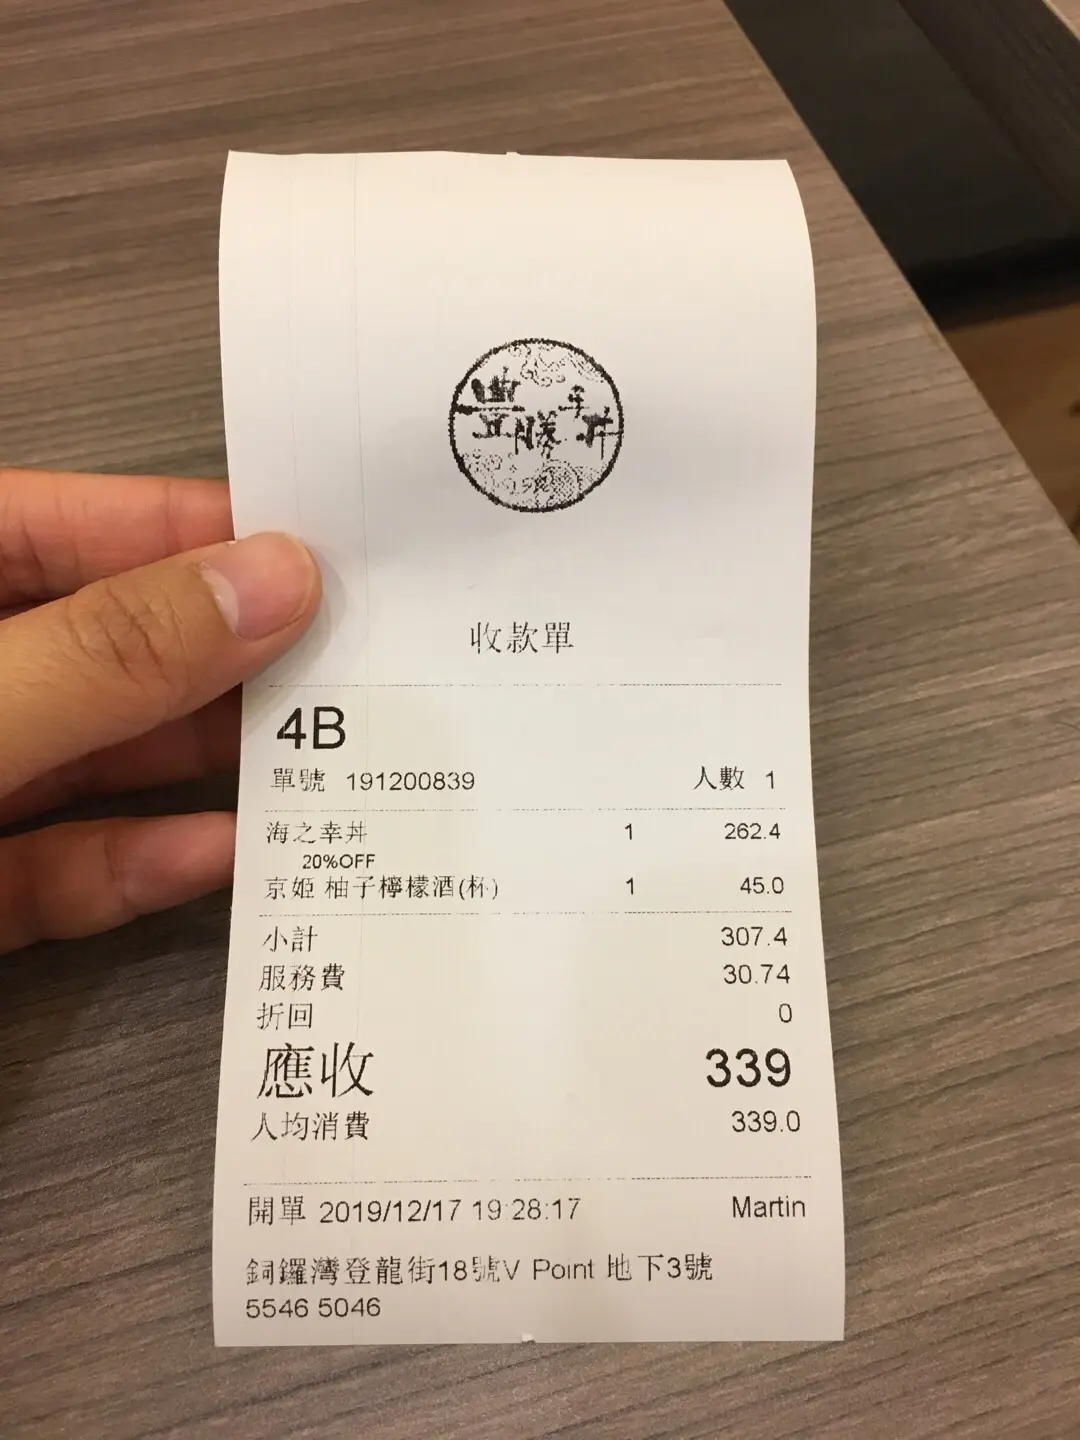 豊勝手丼
收款單
4B
單號 191200839 人數 1
海之幸丼 1 262.4
20%OFF
京姬 柚子檸檬酒(杯) 1 45.0
小計 307.4
服務費 30.74
折回 0
應收 339
人均消費 339.0
開單 2019/12/17 19:28:17 Martin
銅鑼灣登龍街18號V Point 地下3號
5546 5046